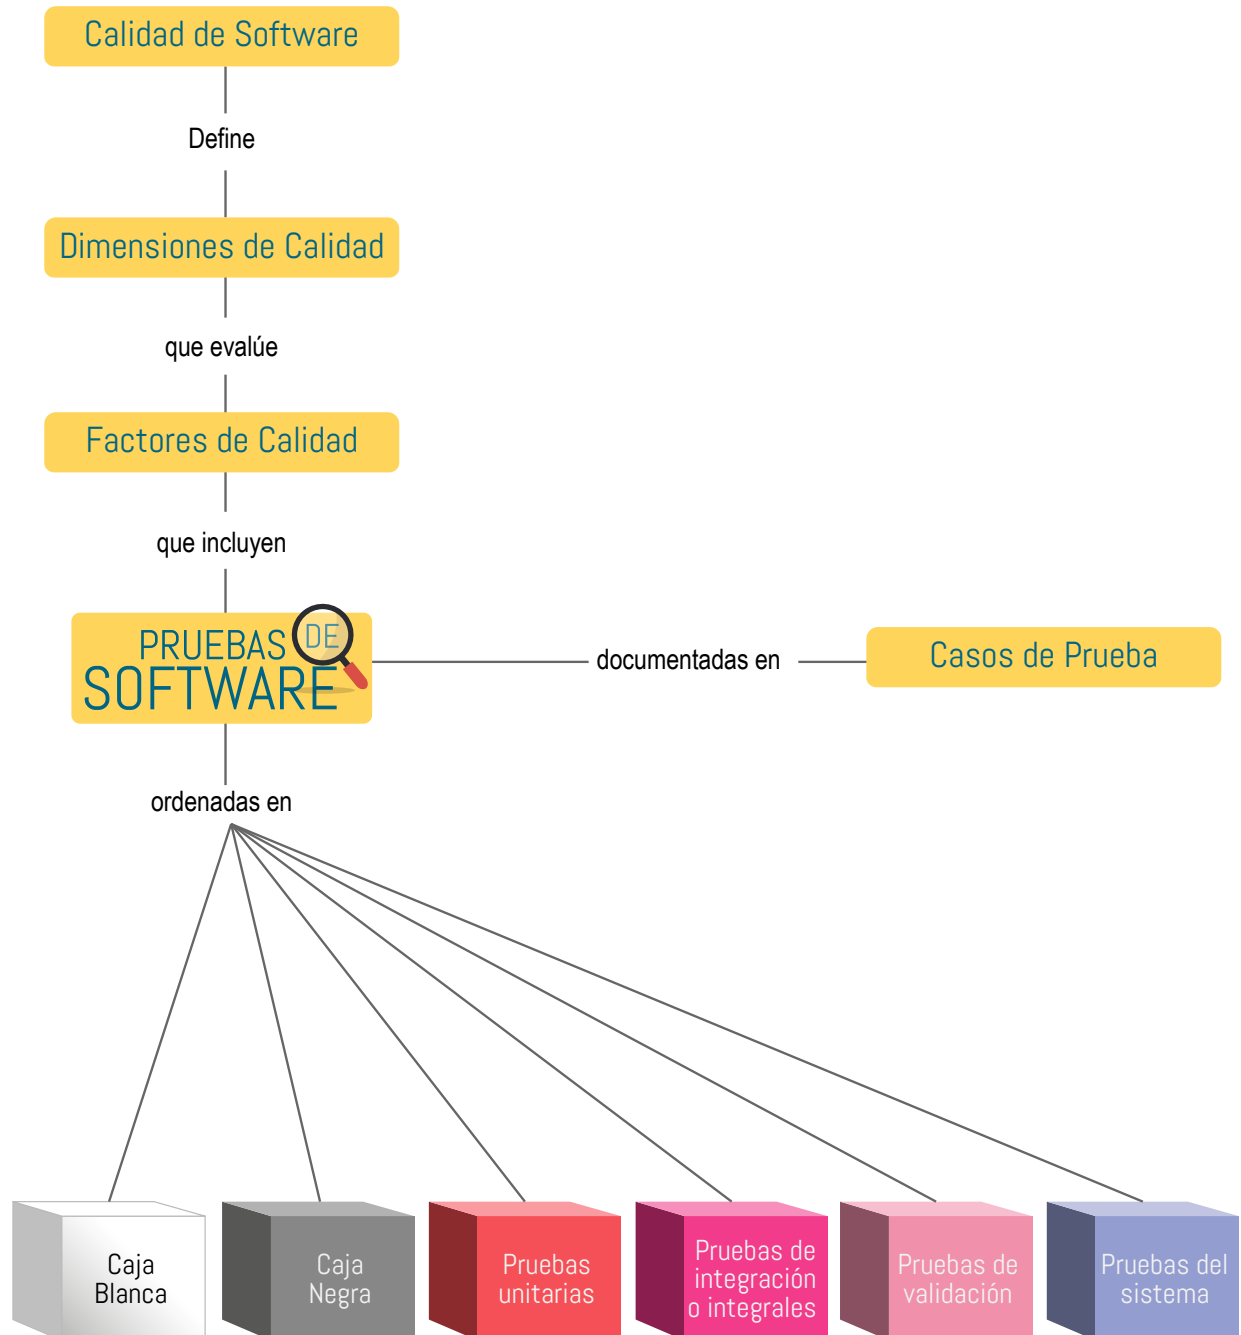 Calidad de Software
Define
Dimensiones de Calidad
que evalúe
Factores de Calidad
que incluyen
PRUEBAS DE
SOFTWARE
documentadas en
Casos de Prueba
ordenadas en
Caja
Blanca
Caja
Negra
Pruebas
unitarias
Pruebas de
integración
o integrales
Pruebas de
validación
Pruebas del
sistema